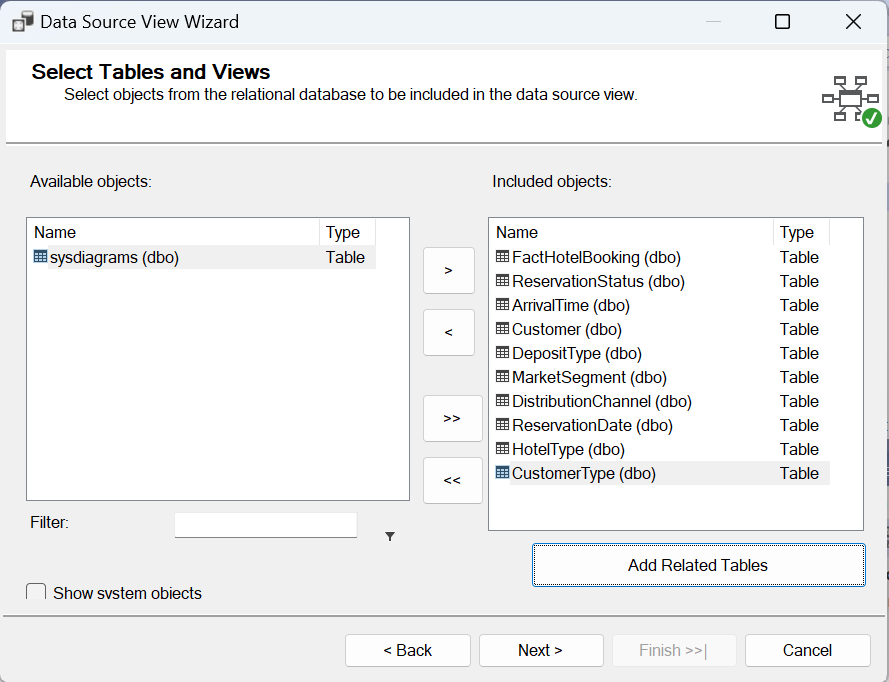 Data Source View Wizard
Select Tables and Views
Select objects from the relational database to be included in the data source view.
Available objects:
Name Type
sysdiagrams (dbo) Table
>
<
>>
<<
Included objects:
Name Type
FactHotelBooking (dbo) Table
ReservationStatus (dbo) Table
ArrivalTime (dbo) Table
Customer (dbo) Table
DepositType (dbo) Table
MarketSegment (dbo) Table
DistributionChannel (dbo) Table
ReservationDate (dbo) Table
HotelType (dbo) Table
CustomerType (dbo) Table
Filter:
Add Related Tables
Show system objects
< Back
Next >
Finish >>|
Cancel